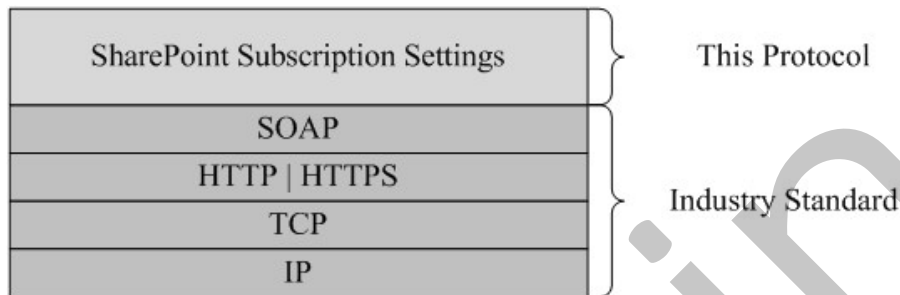 SharePoint Subscription Settings
This Protocol
SOAP
HTTP | HTTPS
Industry Standard
TCP
IP